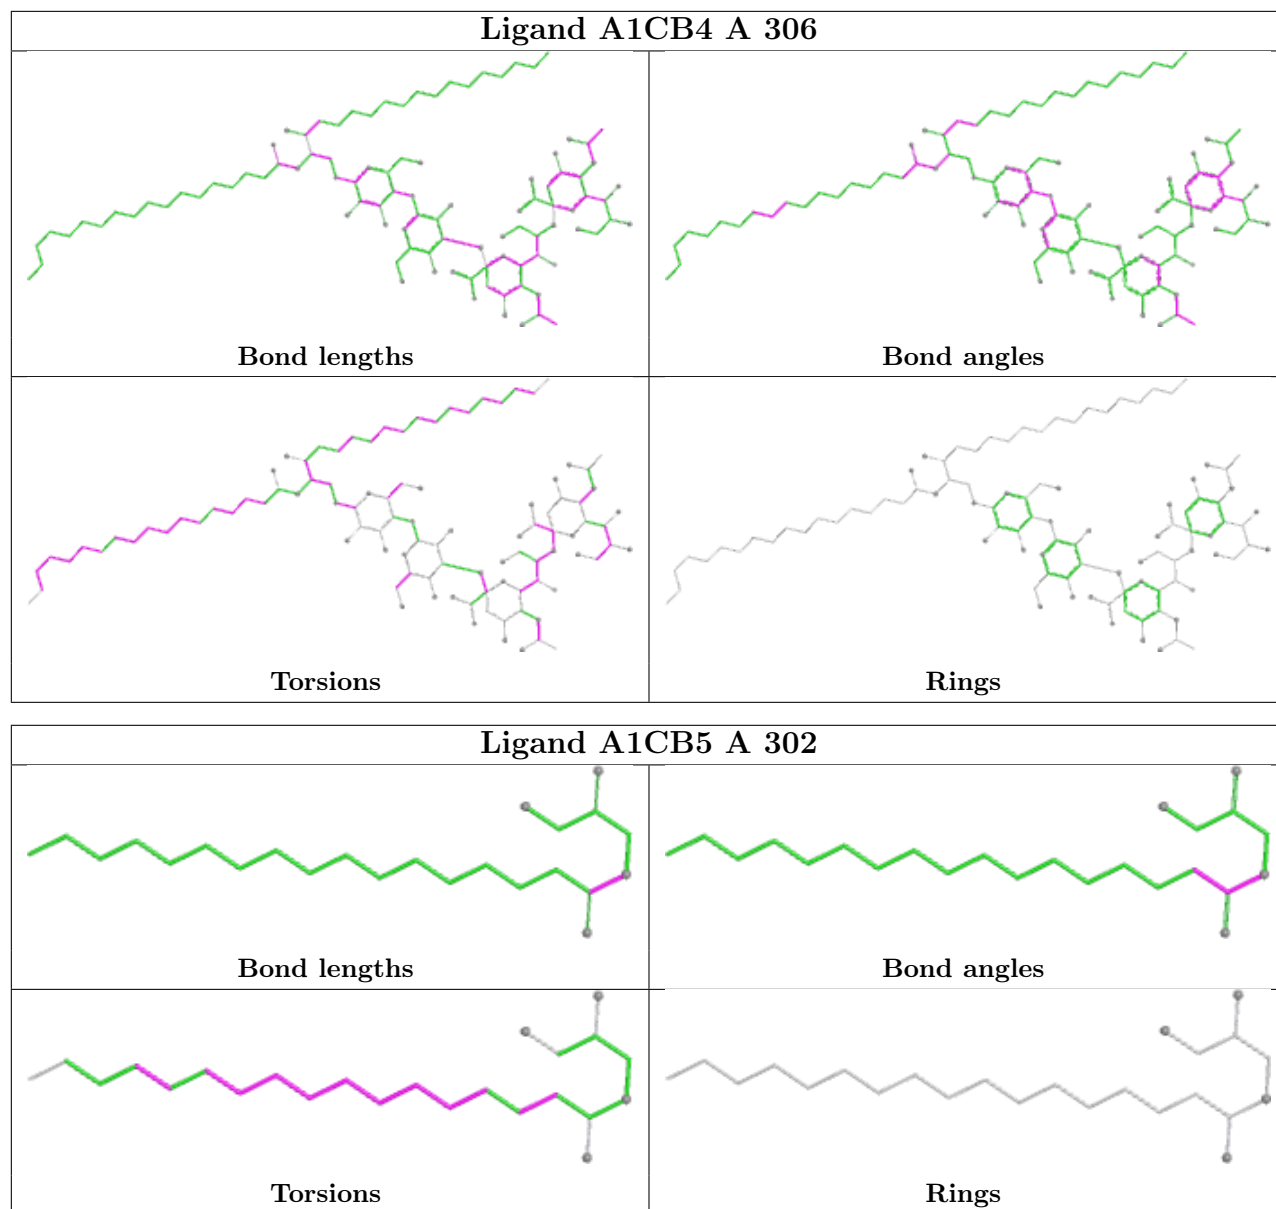 Ligand A1CB4 A 306
Bond lengths
Bond angles
Torsions
Rings
Ligand A1CB5 A 302
Bond lengths
Bond angles
Torsions
Rings